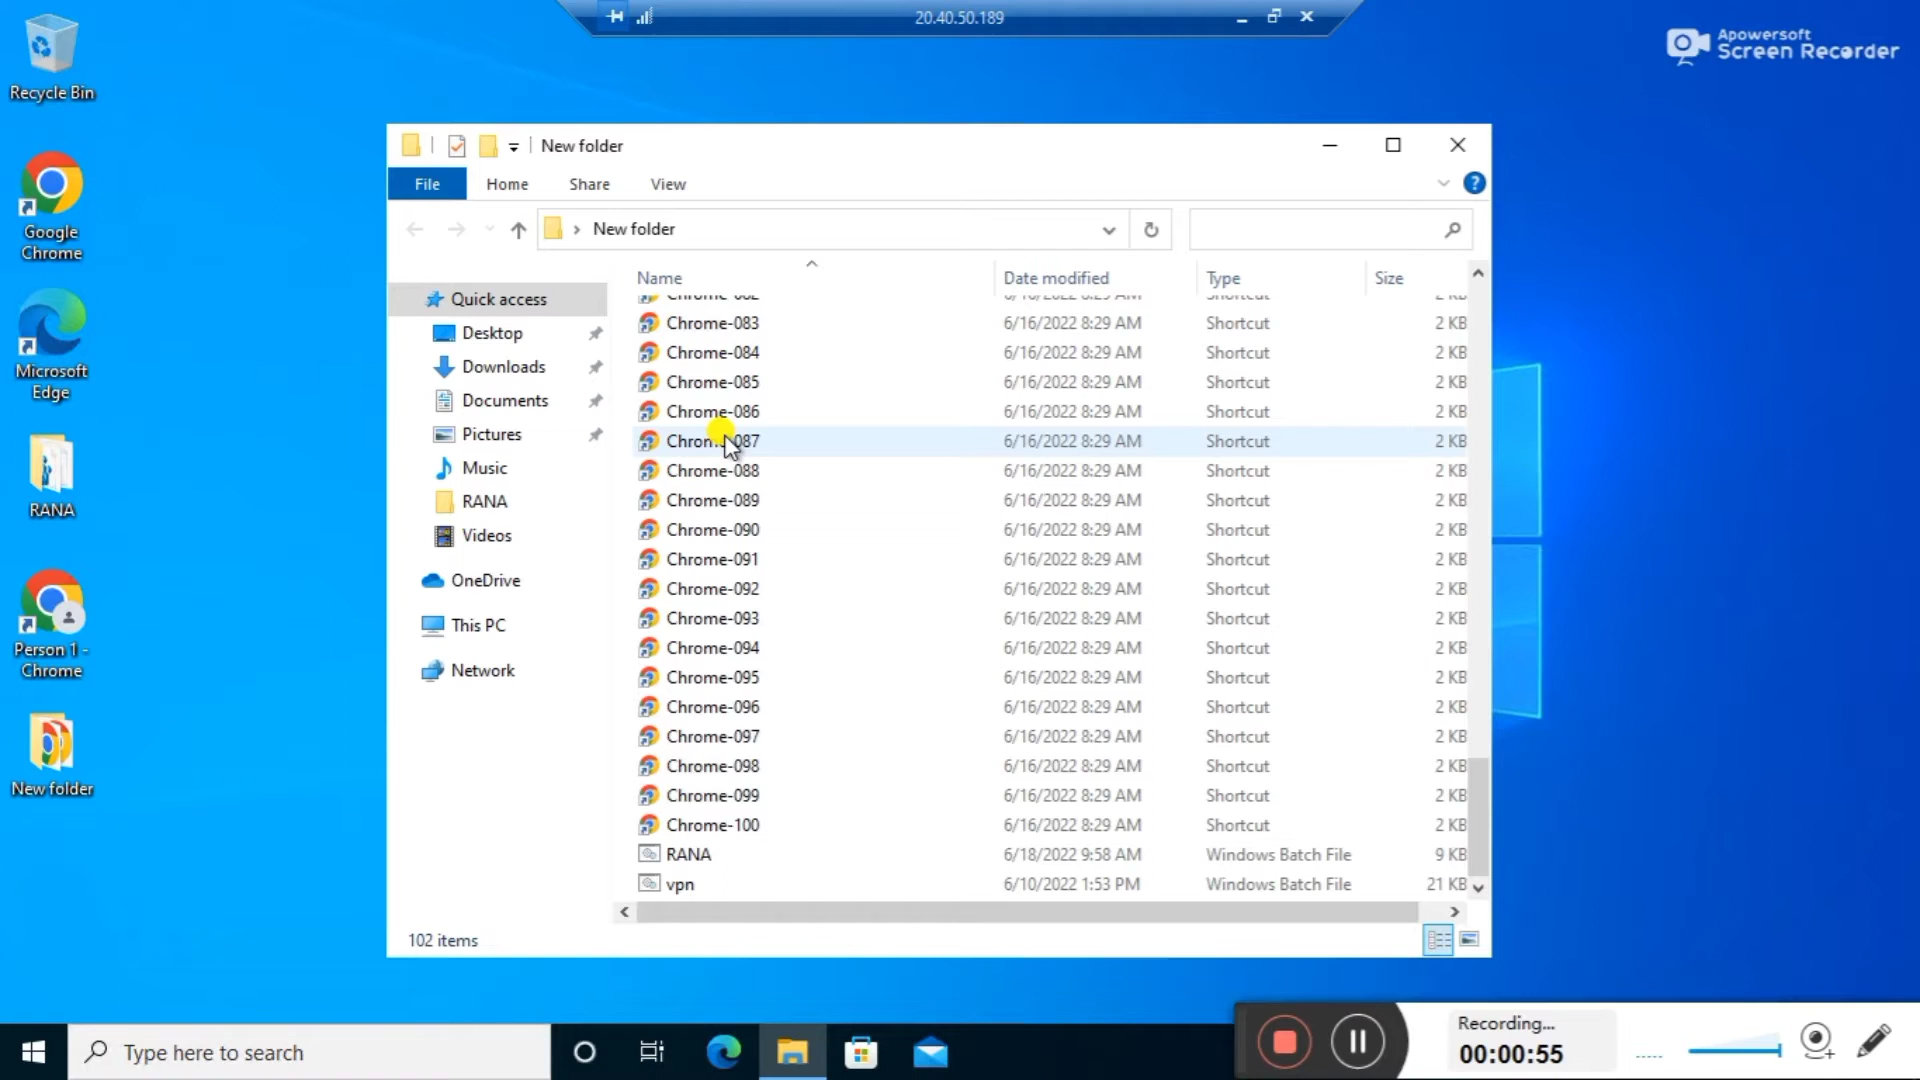 20.40.50.189
Apowersoft
Screen Recorder
Recycle Bin
Google
Chrome
Microsoft
Edge
RANA
Person 1 -
Chrome
New folder
New folder
File Home Share View
New folder
Name Date modified Type Size
Quick access
Desktop
Downloads
Documents
Pictures
Music
RANA
Videos
OneDrive
This PC
Network
Chrome-082 6/16/2022 8:29 AM Shortcut 2 KB
Chrome-083 6/16/2022 8:29 AM Shortcut 2 KB
Chrome-084 6/16/2022 8:29 AM Shortcut 2 KB
Chrome-085 6/16/2022 8:29 AM Shortcut 2 KB
Chrome-086 6/16/2022 8:29 AM Shortcut 2 KB
Chrome-087 6/16/2022 8:29 AM Shortcut 2 KB
Chrome-088 6/16/2022 8:29 AM Shortcut 2 KB
Chrome-089 6/16/2022 8:29 AM Shortcut 2 KB
Chrome-090 6/16/2022 8:29 AM Shortcut 2 KB
Chrome-091 6/16/2022 8:29 AM Shortcut 2 KB
Chrome-092 6/16/2022 8:29 AM Shortcut 2 KB
Chrome-093 6/16/2022 8:29 AM Shortcut 2 KB
Chrome-094 6/16/2022 8:29 AM Shortcut 2 KB
Chrome-095 6/16/2022 8:29 AM Shortcut 2 KB
Chrome-096 6/16/2022 8:29 AM Shortcut 2 KB
Chrome-097 6/16/2022 8:29 AM Shortcut 2 KB
Chrome-098 6/16/2022 8:29 AM Shortcut 2 KB
Chrome-099 6/16/2022 8:29 AM Shortcut 2 KB
Chrome-100 6/16/2022 8:29 AM Shortcut 2 KB
RANA 6/18/2022 9:58 AM Windows Batch File 9 KB
vpn 6/10/2022 1:53 PM Windows Batch File 21 KB
102 items
Type here to search
Recording...
00:00:55